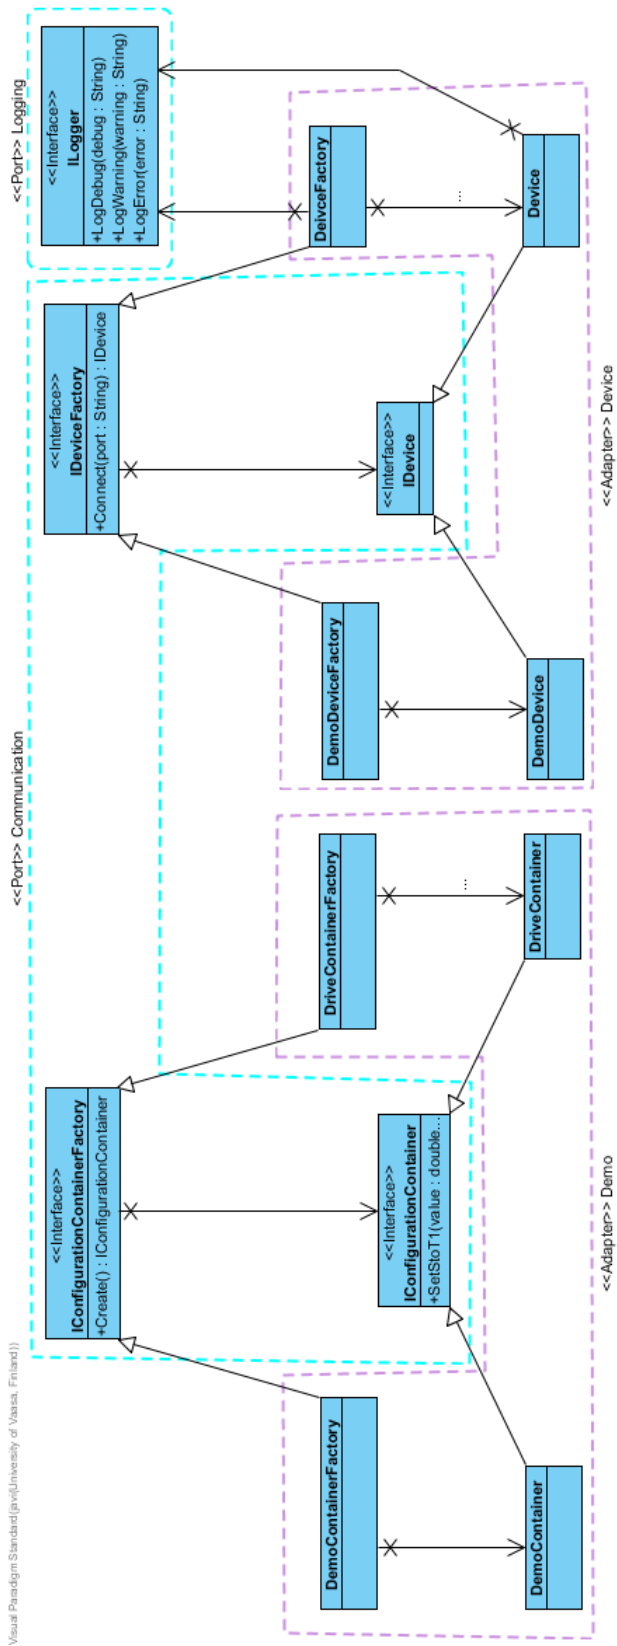 Visual Paradigm Standard(javi(University of Vaasa, Finland))
<<Port>> Communication
<<Port>> Logging
<<Interface>>
IConfigurationContainerFactory
+Create() : IConfigurationContainer
<<Interface>>
IDeviceFactory
+Connect(port : String) : IDevice
<<Interface>>
ILogger
+LogDebug(debug : String)
+LogWarning(warning : String)
+LogError(error : String)
DemoContainerFactory
<<Interface>>
IConfigurationContainer
+SetStoT1(value : double...
DriveContainerFactory
...
DemoDeviceFactory
<<Interface>>
IDevice
DeivceFactory
...
DemoContainer
DriveContainer
DemoDevice
Device
<<Adapter>> Demo
<<Adapter>> Device